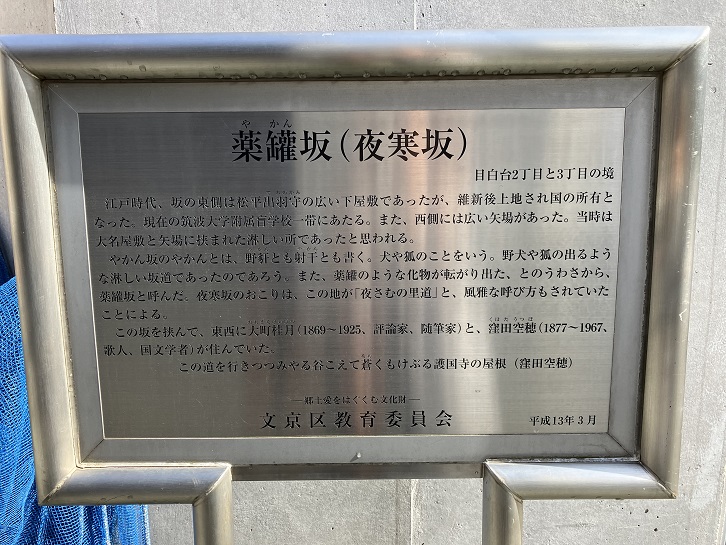 やかん
薬罐坂（夜寒坂）
目白台2丁目と3丁目の境
江戸時代、坂の東側は松平出羽守の広い下屋敷であったが、維新後上地され国の所有と
なった。現在の筑波大学附属盲学校一帯にあたる。また、西側には広い矢場があった。当時は
大名屋敷と矢場に挟まれた淋しい所であったと思われる。
やかん坂のやかんとは、野豻とも射干とも書く。犬や狐のことをいう。野犬や狐の出るよう
な淋しい坂道であったのであろう。また、薬罐のような化物が転がり出た、とのうわさから、
薬罐坂と呼んだ。夜寒坂のおこりは、この地が「夜さむの里道」と、風雅な呼び方もされていた
ことによる。
この坂を挟んで、東西に大町桂月（1869〜1925、評論家、随筆家）と、窪田空穂（1877〜1967、
歌人、国文学者）が住んでいた。
この道を行きつつみやる谷こえて蒼くもけぶる護国寺の屋根（窪田空穂）
―郷土愛をはぐくむ文化財―
文京区教育委員会
平成13年3月